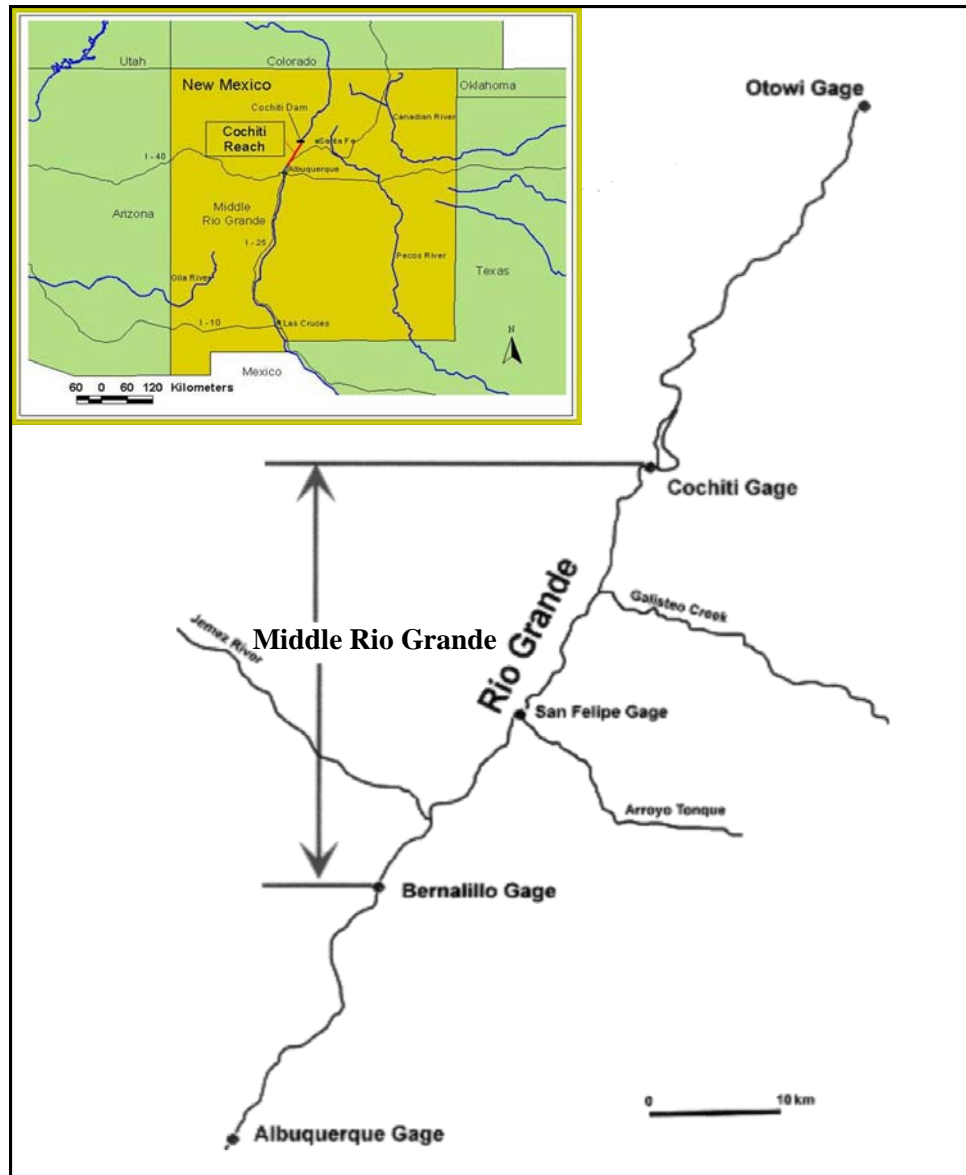 Utah
Colorado
Oklahoma
New Mexico
Cochiti Dam
Canadian River
Cochiti
Reach
Santa Fe
I - 40
Albuquerque
Arizona
Middle
Rio Grande
I - 25
Pecos River
Texas
Gila River
I - 10
Las Cruces
N
Mexico
60 0 60 120 Kilometers
Otowi Gage
Cochiti Gage
Galisteo Creek
Rio Grande
Jemez River
Middle Rio Grande
San Felipe Gage
Arroyo Tonque
Bernalillo Gage
0 10 km
Albuquerque Gage